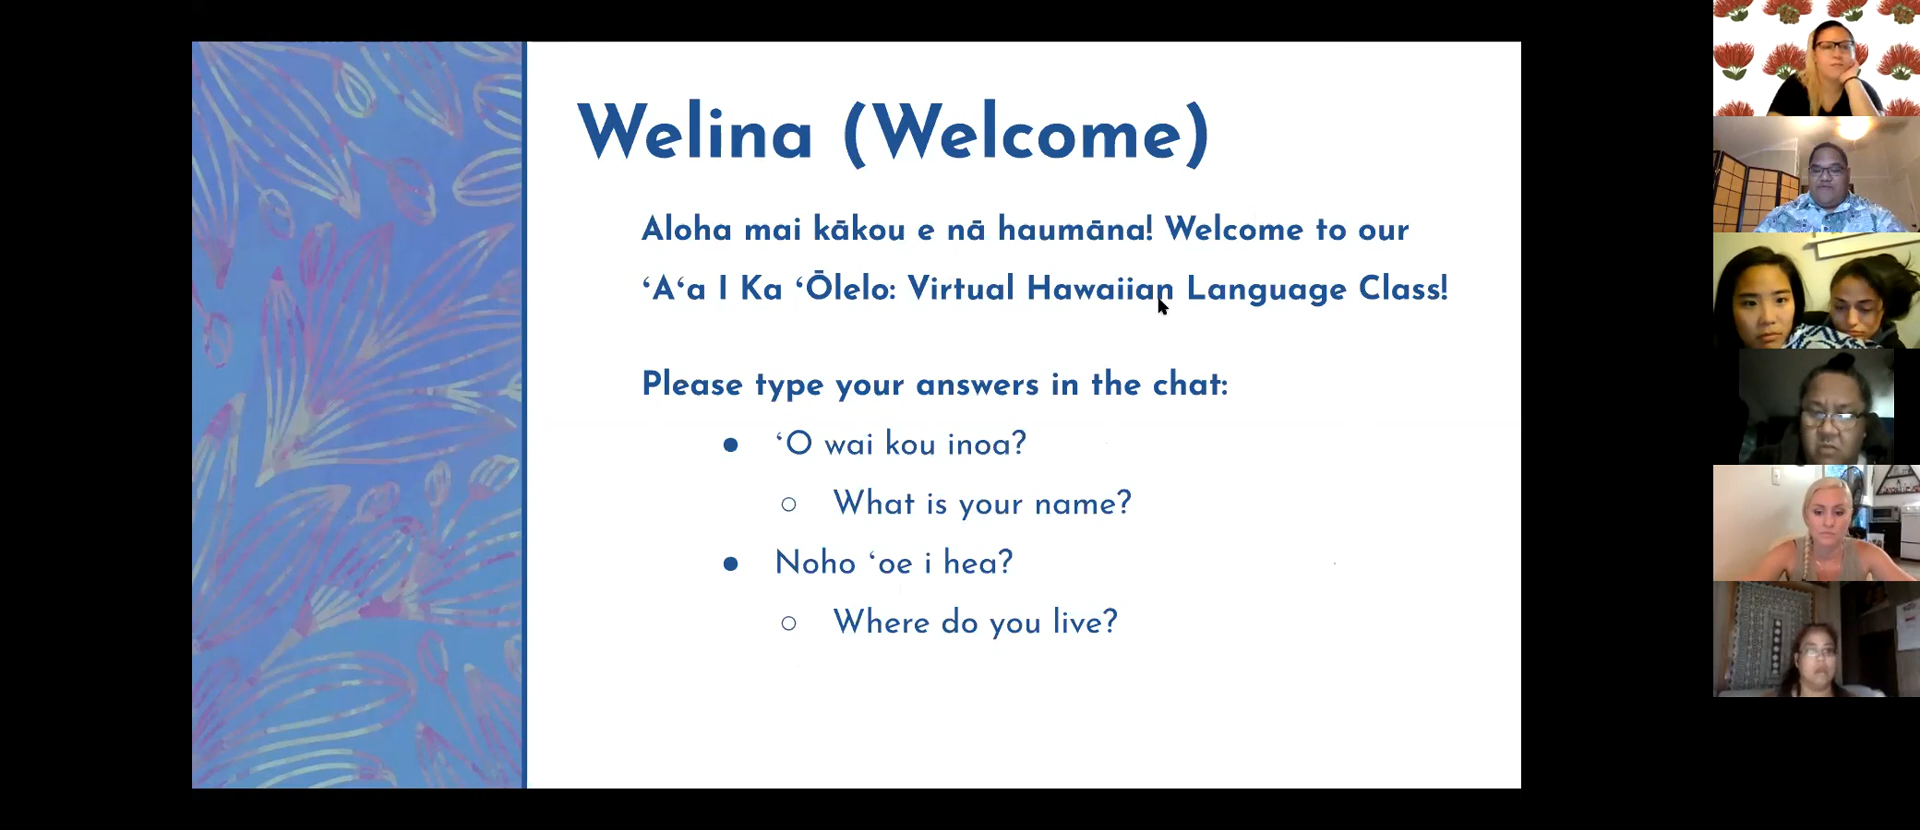 Welina (Welcome)
Aloha mai kākou e nā haumāna! Welcome to our
ʻAʻa I Ka ʻŌlelo: Virtual Hawaiian Language Class!
Please type your answers in the chat:
● ʻO wai kou inoa?
○ What is your name?
● Noho ʻoe i hea?
○ Where do you live?